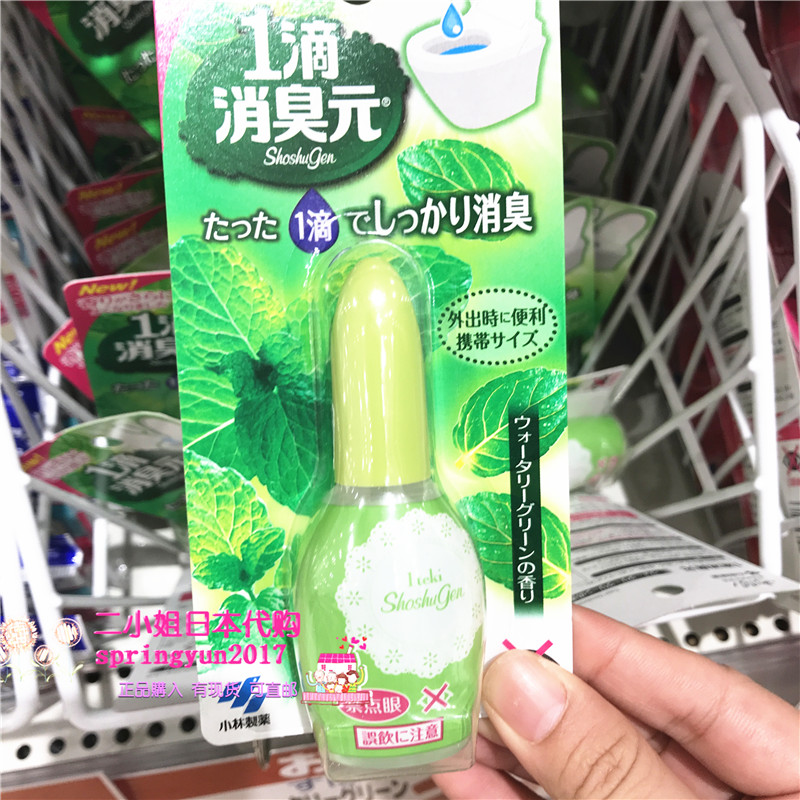 1滴
消臭元®
ShoshuGen
たった1滴でしっかり消臭
外出時に便利
携帯サイズ
ウォータリーグリーンの香り
1teki
ShoshuGen
点眼
誤飲に注意
小林製薬
二小姐日本代购
springyun2017
正品購入 有现货 可直邮
New!
1滴
消臭